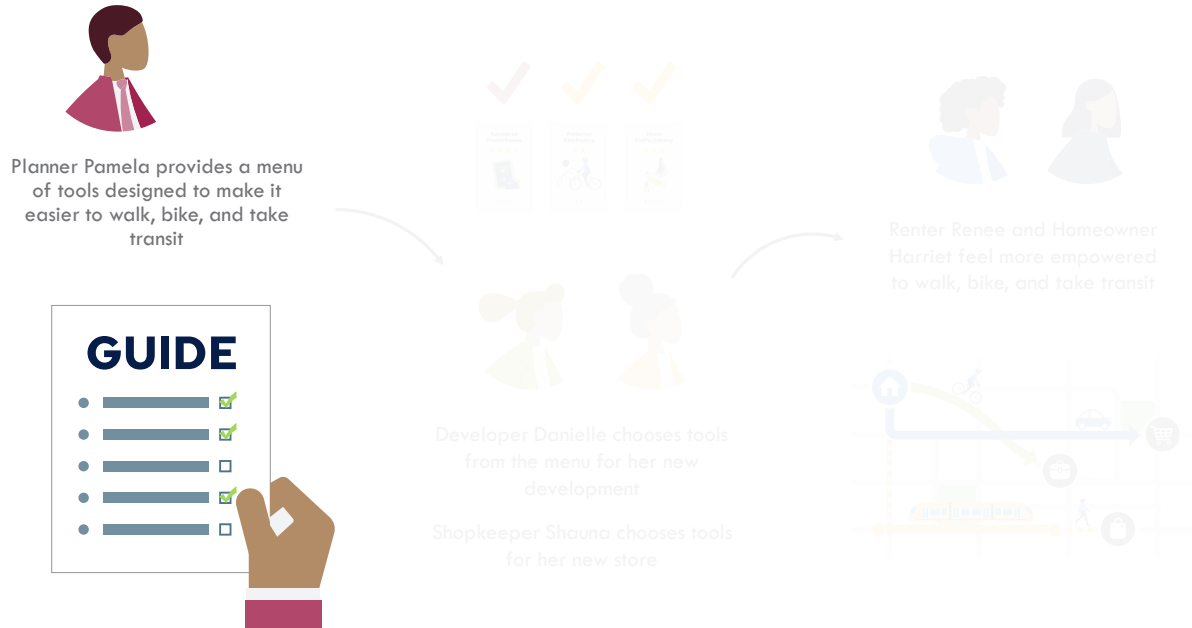 Planner Pamela provides a menu
of tools designed to make it
easier to walk, bike, and take
transit
GUIDE
Developer Danielle chooses tools
from the menu for her new
development
Shopkeeper Shauna chooses tools
for her new store
Renter Renee and Homeowner
Harriet feel more empowered
to walk, bike, and take transit